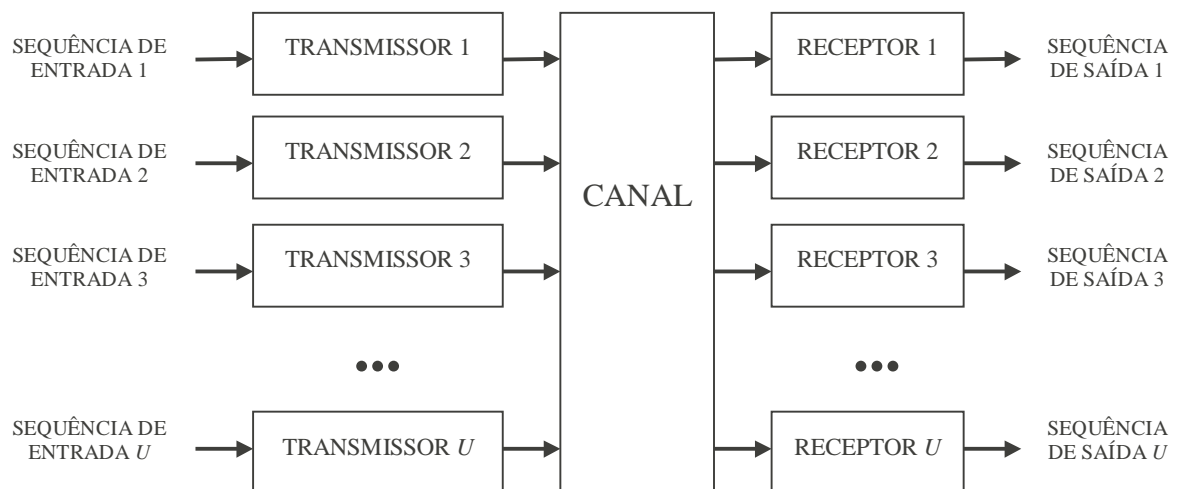 SEQUÊNCIA DE
ENTRADA 1
TRANSMISSOR 1
RECEPTOR 1
SEQUÊNCIA
DE SAÍDA 1
SEQUÊNCIA DE
ENTRADA 2
TRANSMISSOR 2
RECEPTOR 2
SEQUÊNCIA
DE SAÍDA 2
CANAL
SEQUÊNCIA DE
ENTRADA 3
TRANSMISSOR 3
RECEPTOR 3
SEQUÊNCIA
DE SAÍDA 3
SEQUÊNCIA DE
ENTRADA U
TRANSMISSOR U
RECEPTOR U
SEQUÊNCIA
DE SAÍDA U